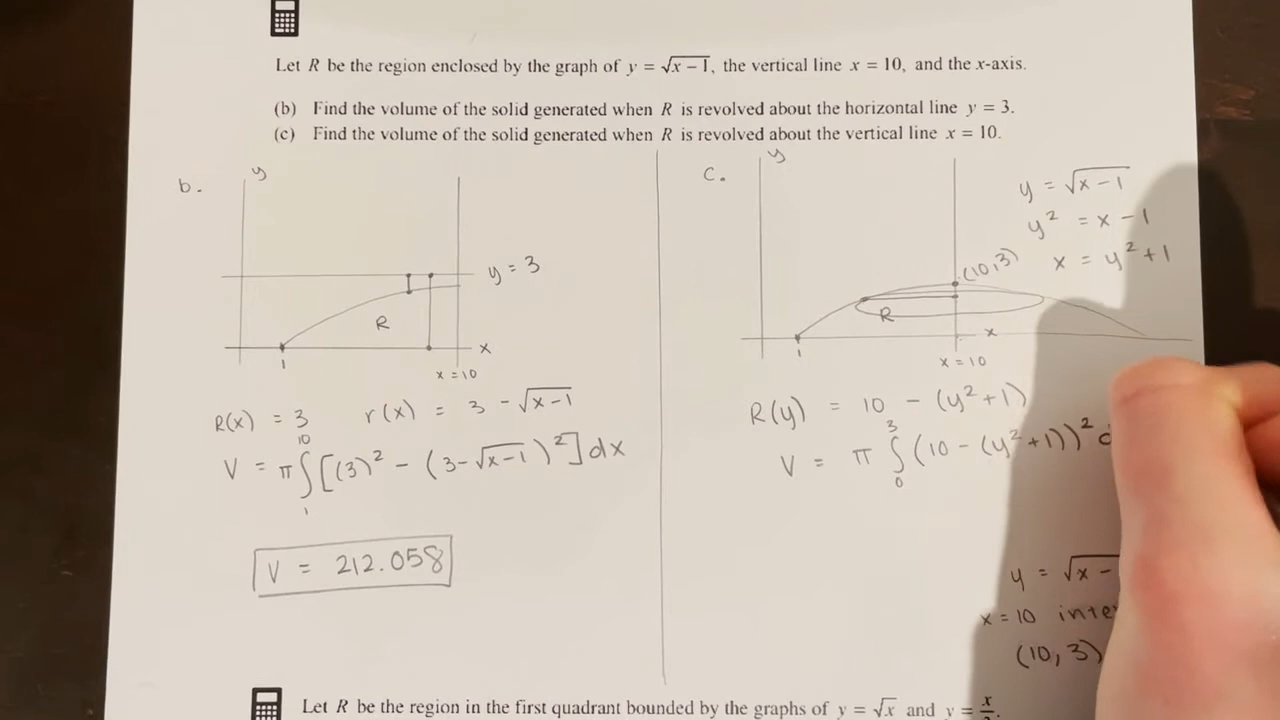 Let R be the region enclosed by the graph of y = √(x − 1), the vertical line x = 10, and the x-axis.
(b) Find the volume of the solid generated when R is revolved about the horizontal line y = 3.
(c) Find the volume of the solid generated when R is revolved about the vertical line x = 10.
b.
y
y = 3
R
x
1
x = 10
R(x) = 3 r(x) = 3 - √(x-1)
V = π∫₁¹⁰ [(3)² - (3-√(x-1))²] dx
V = 212.058
c.
y
y = √(x-1)
y² = x - 1
x = y² + 1
(10,3)
R
x
1
x = 10
R(y) = 10 - (y²+1)
V = π ∫₀³ (10 - (y²+1))²
y = √x -
x = 10
(10, 3)
Let R be the region in the first quadrant bounded by the graphs of y = √x and y =